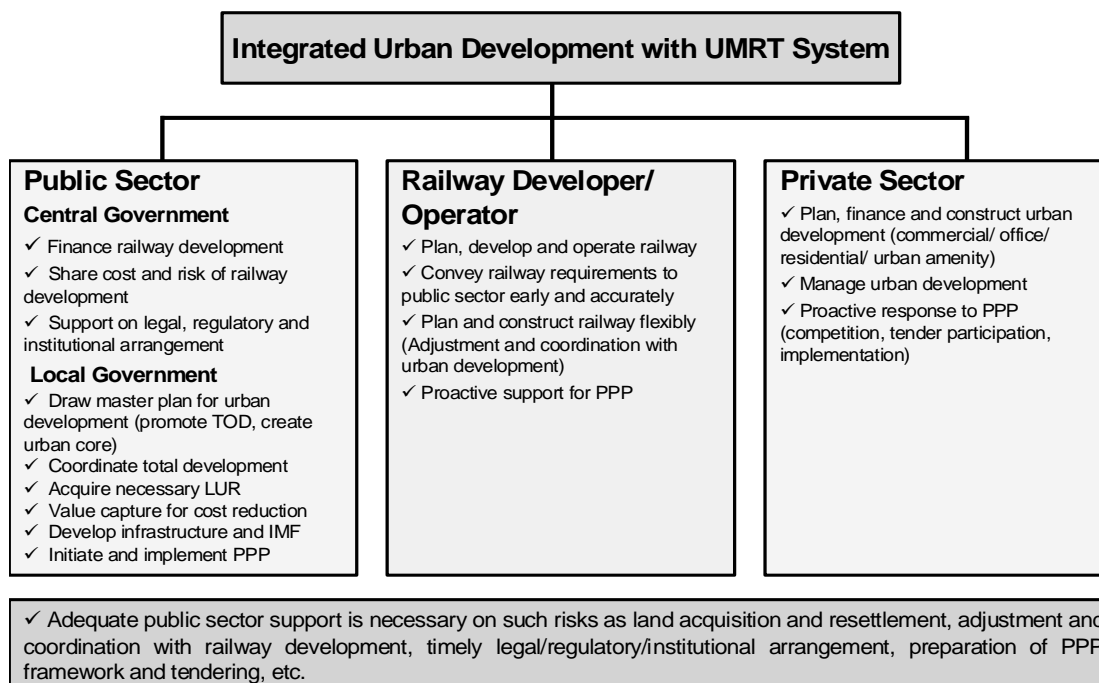 Integrated Urban Development with UMRT System
Public Sector
Central Government
✓ Finance railway development
✓ Share cost and risk of railway
development
✓ Support on legal, regulatory and
institutional arrangement
Local Government
✓ Draw master plan for urban
development (promote TOD, create
urban core)
✓ Coordinate total development
✓ Acquire necessary LUR
✓ Value capture for cost reduction
✓ Develop infrastructure and IMF
✓ Initiate and implement PPP
Railway Developer/
Operator
✓ Plan, develop and operate railway
✓ Convey railway requirements to
public sector early and accurately
✓ Plan and construct railway flexibly
(Adjustment and coordination with
urban development)
✓ Proactive support for PPP
Private Sector
✓ Plan, finance and construct urban
development (commercial/ office/
residential/ urban amenity)
✓ Manage urban development
✓ Proactive response to PPP
(competition, tender participation,
implementation)
✓ Adequate public sector support is necessary on such risks as land acquisition and resettlement, adjustment and
coordination with railway development, timely legal/regulatory/institutional arrangement, preparation of PPP
framework and tendering, etc.